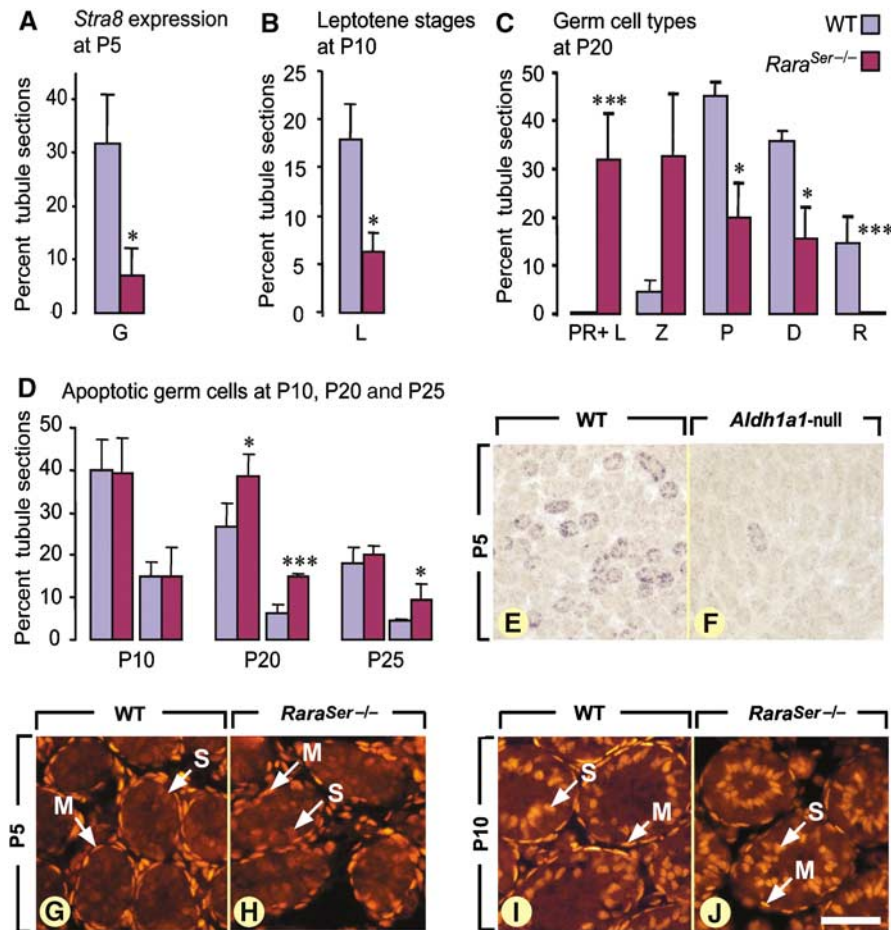 A Stra8 expression at P5
Percent tubule sections
40
30
20
10
0
*
G
B Leptotene stages at P10
Percent tubule sections
25
20
15
10
5
0
*
L
C Germ cell types at P20
WT
Rara^Ser–/–
Percent tubule sections
50
40
30
20
10
0
***
*
*
***
PR+ L Z P D R
D Apoptotic germ cells at P10, P20 and P25
Percent tubule sections
50
40
30
20
10
0
*
***
*
P10 P20 P25
WT Aldh1a1-null
P5
E F
WT Rara^Ser–/–
P5
S
M
M
S
G H
WT Rara^Ser–/–
P10
S
M
S
M
I J